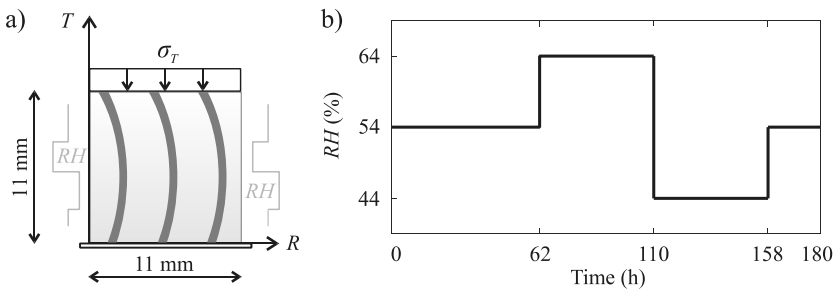 a)
T
σT
11 mm
RH
RH
R
11 mm
b)
RH (%)
64
54
44
0 62 110 158 180
Time (h)